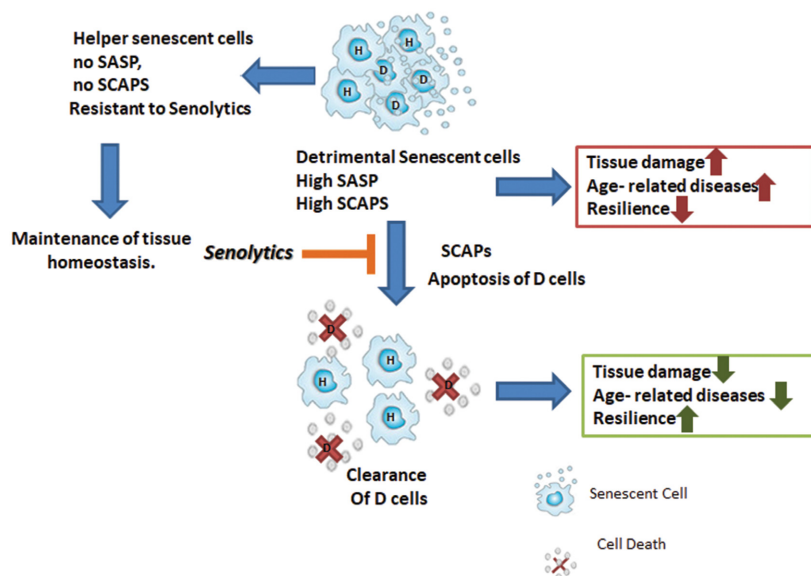 Helper senescent cells
no SASP,
no SCAPS
Resistant to Senolytics
H
H
D
D
H
D
Detrimental Senescent cells
High SASP
High SCAPS
Tissue damage
Age- related diseases
Resilience
Maintenance of tissue
homeostasis.
Senolytics
SCAPs
Apoptosis of D cells
D
H
H
D
H
D
Clearance
Of D cells
Tissue damage
Age- related diseases
Resilience
Senescent Cell
Cell Death